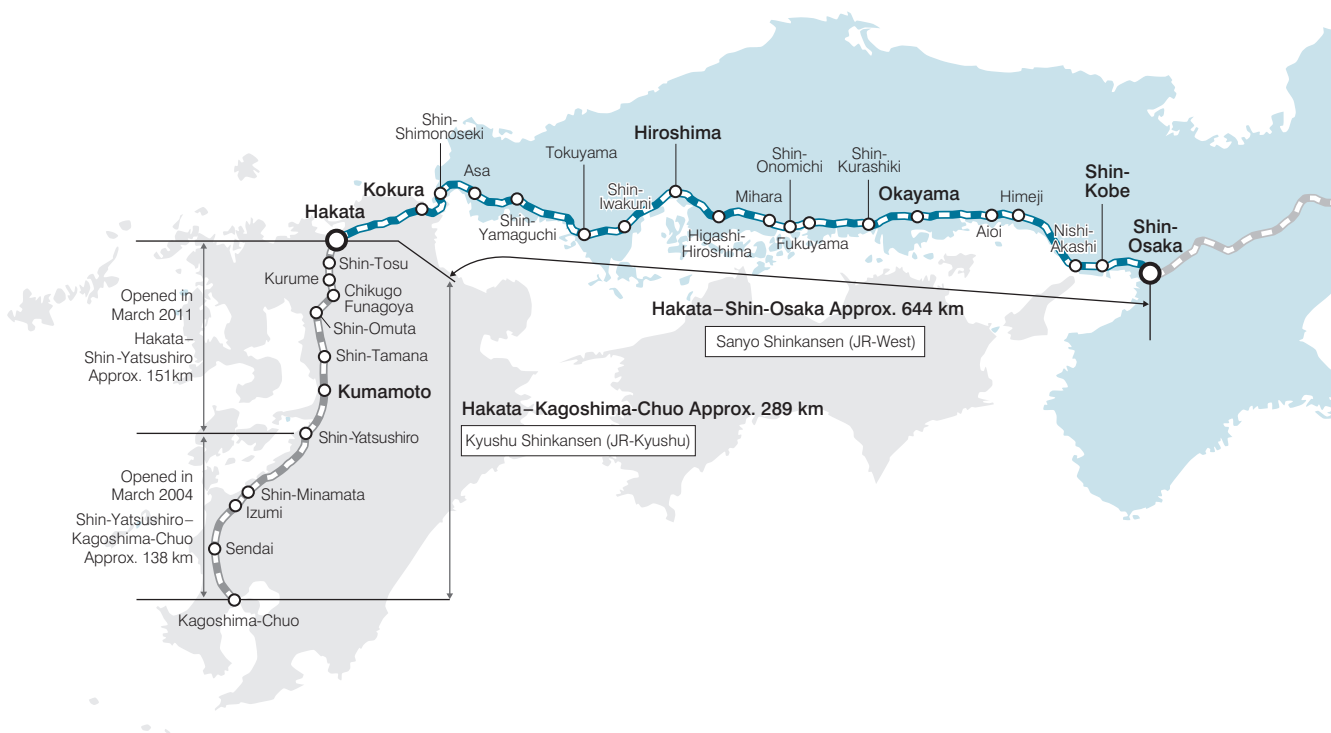 Shin-
Shimonoseki
Asa
Kokura
Hakata
Shin-
Yamaguchi
Tokuyama
Shin-
Iwakuni
Hiroshima
Higashi-
Hiroshima
Mihara
Shin-
Onomichi
Fukuyama
Shin-
Kurashiki
Okayama
Aioi
Himeji
Nishi-
Akashi
Shin-
Kobe
Shin-
Osaka
Hakata–Shin-Osaka Approx. 644 km
Sanyo Shinkansen (JR-West)
Shin-Tosu
Kurume
Chikugo
Funagoya
Shin-Omuta
Shin-Tamana
Kumamoto
Shin-Yatsushiro
Shin-Minamata
Izumi
Sendai
Kagoshima-Chuo
Opened in
March 2011
Hakata–
Shin-Yatsushiro
Approx. 151km
Opened in
March 2004
Shin-Yatsushiro–
Kagoshima-Chuo
Approx. 138 km
Hakata–Kagoshima-Chuo Approx. 289 km
Kyushu Shinkansen (JR-Kyushu)